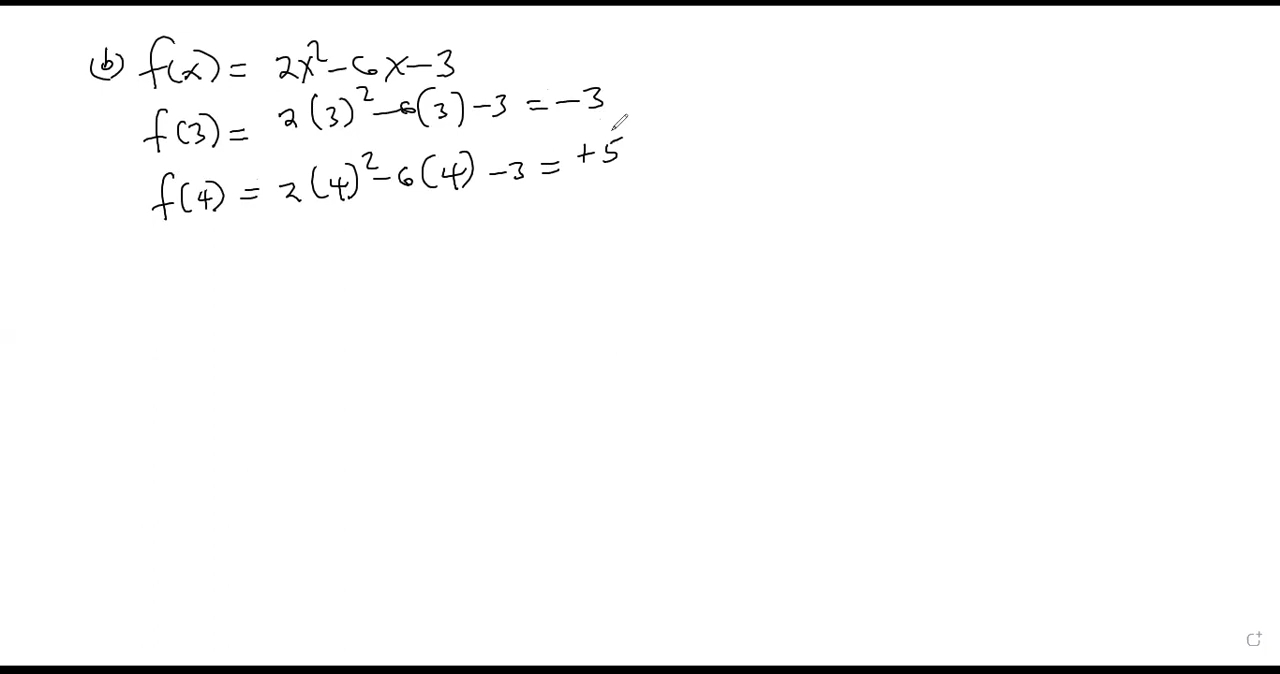 (b) f(x) = 2x² - 6x - 3
f(3) = 2(3)² - 6(3) - 3 = -3
f(4) = 2(4)² - 6(4) - 3 = +5